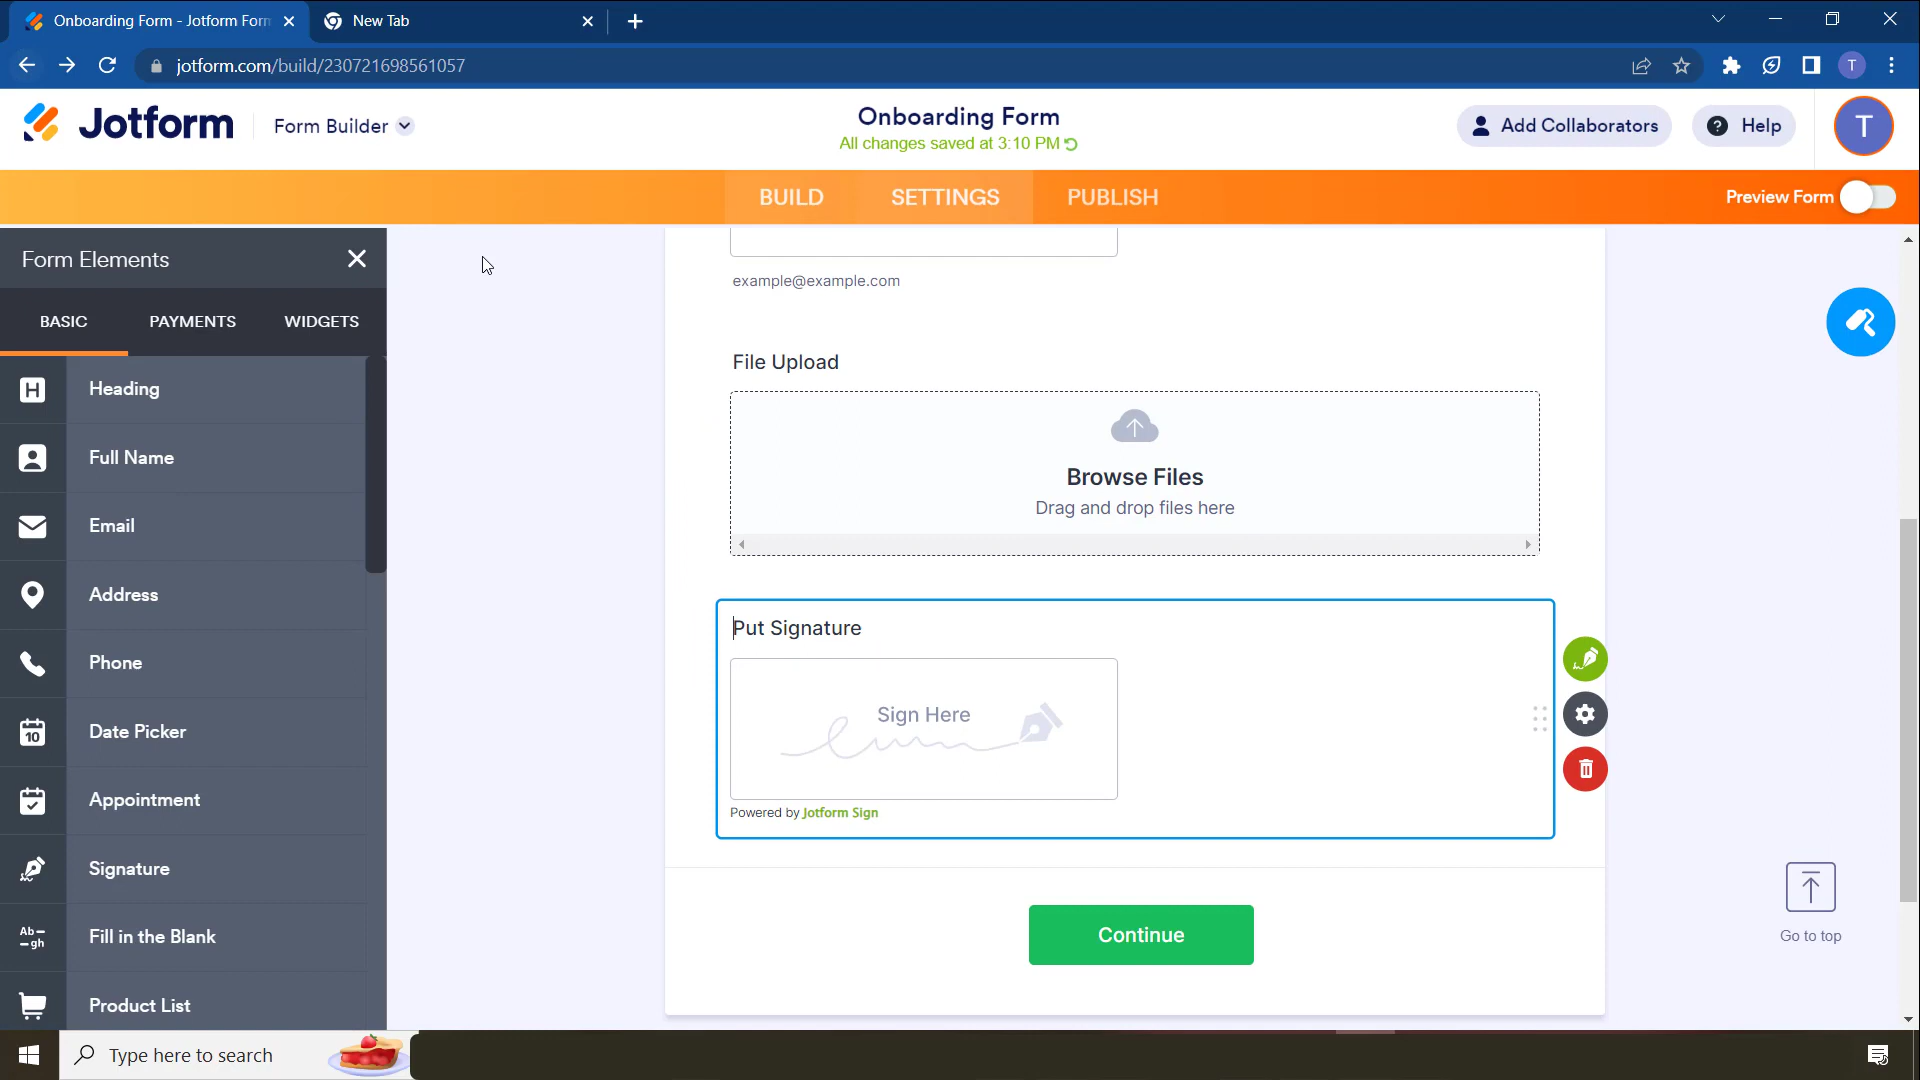 Onboarding Form - Jotform Form
New Tab
jotform.com/build/230721698561057
T
Jotform
Form Builder
Onboarding Form
All changes saved at 3:10 PM
Add Collaborators
Help
T
BUILD
SETTINGS
PUBLISH
Preview Form
Form Elements
BASIC
PAYMENTS
WIDGETS
Heading
Full Name
Email
Address
Phone
Date Picker
Appointment
Signature
Fill in the Blank
Product List
H
10
Ab
gh
example@example.com
File Upload
Browse Files
Drag and drop files here
Put Signature
Sign Here
Powered by Jotform Sign
Continue
Go to top
Type here to search